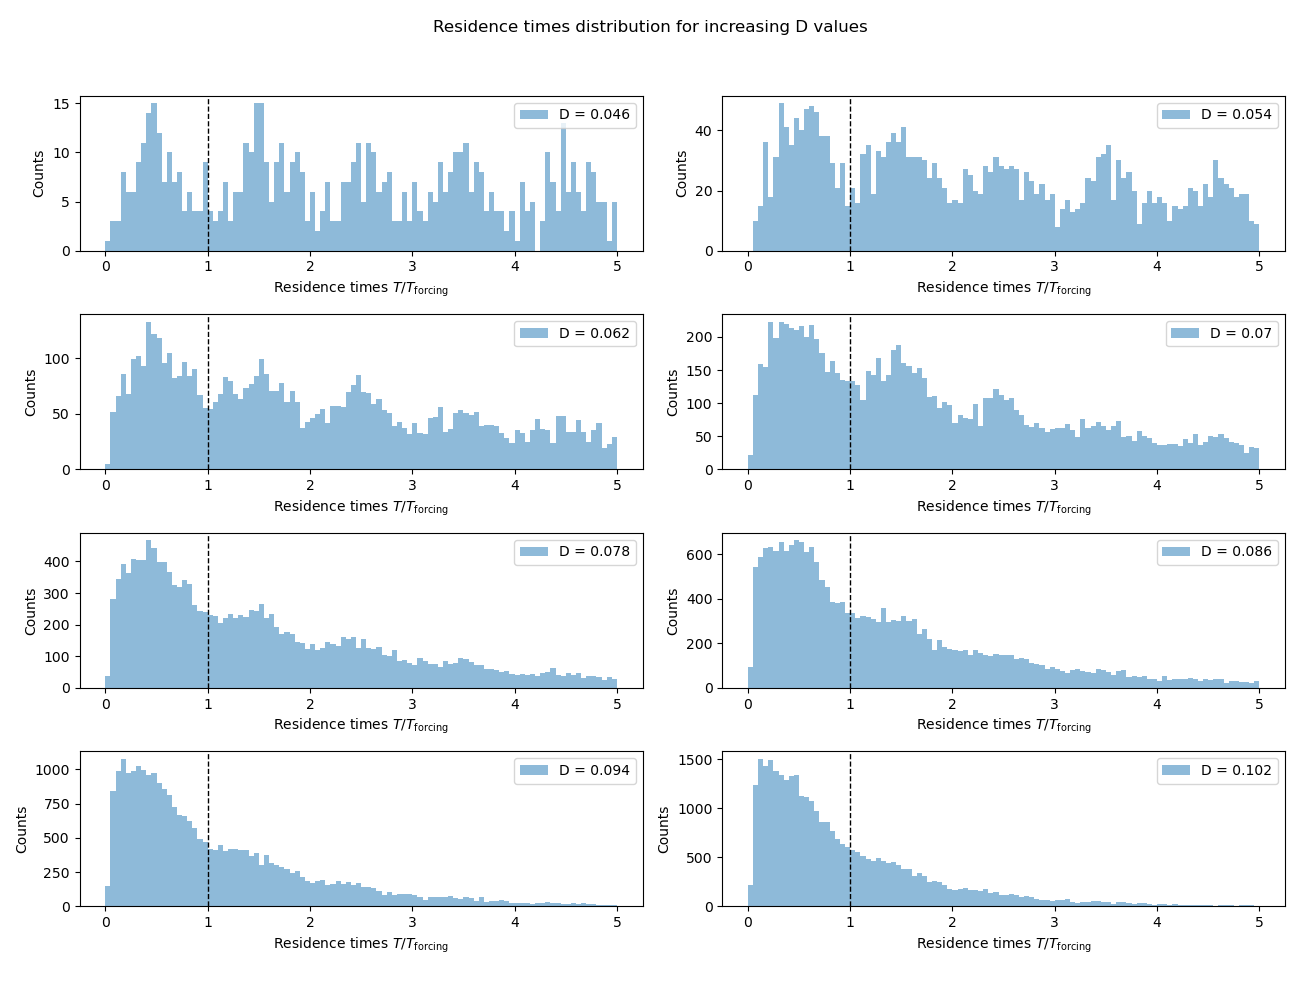 Residence times distribution for increasing D values
D = 0.046
Counts
15
10
5
0
0 1 2 3 4 5
Residence times T/T_forcing
D = 0.054
Counts
40
20
0
0 1 2 3 4 5
Residence times T/T_forcing
D = 0.062
Counts
100
50
0
0 1 2 3 4 5
Residence times T/T_forcing
D = 0.07
Counts
200
150
100
50
0
0 1 2 3 4 5
Residence times T/T_forcing
D = 0.078
Counts
400
300
200
100
0
0 1 2 3 4 5
Residence times T/T_forcing
D = 0.086
Counts
600
400
200
0
0 1 2 3 4 5
Residence times T/T_forcing
D = 0.094
Counts
1000
750
500
250
0
0 1 2 3 4 5
Residence times T/T_forcing
D = 0.102
Counts
1500
1000
500
0
0 1 2 3 4 5
Residence times T/T_forcing